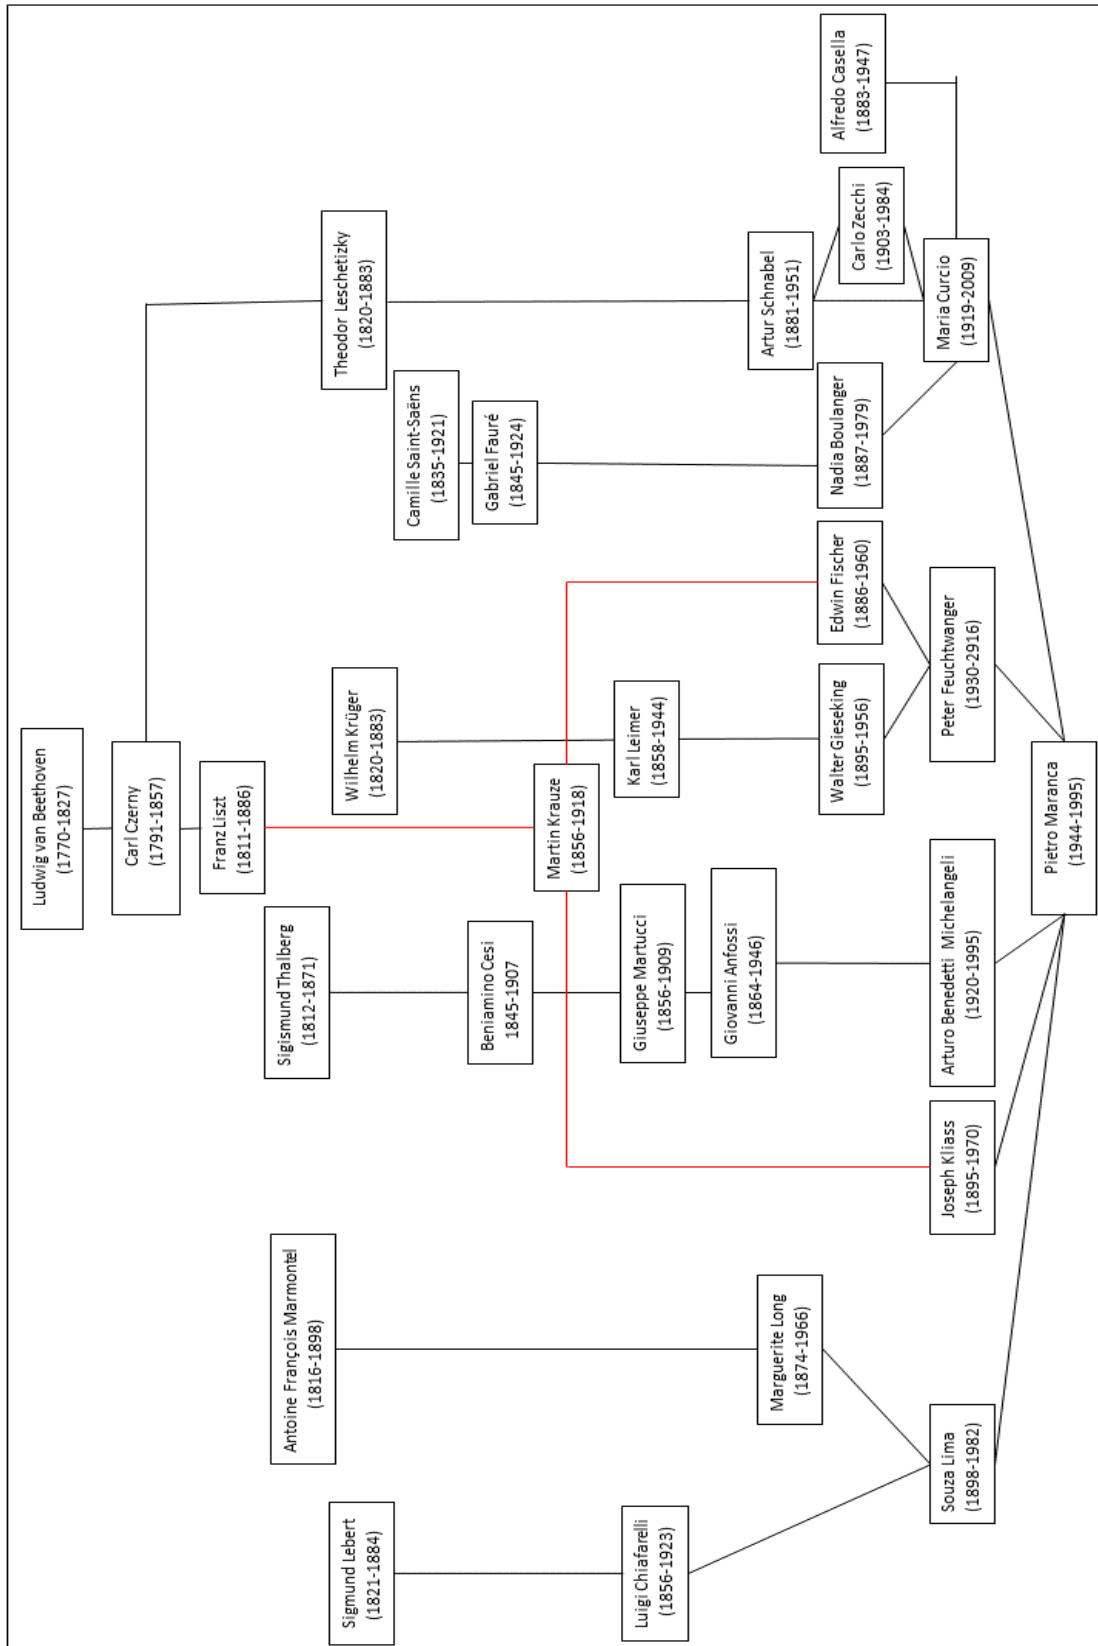 Ludwig van Beethoven
(1770-1827)
Carl Czerny
(1791-1857)
Franz Liszt
(1811-1886)
Sigismund Thalberg
(1812-1871)
Antoine François Marmontel
(1816-1898)
Theodor Leschetizky
(1820-1883)
Wilhelm Krüger
(1820-1883)
Sigmund Lebert
(1821-1884)
Camille Saint-Saëns
(1835-1921)
Gabriel Fauré
(1845-1924)
Beniamino Cesi
1845-1907
Martin Krauze
(1856-1918)
Karl Leimer
(1858-1944)
Giuseppe Martucci
(1856-1909)
Luigi Chiafarelli
(1856-1923)
Giovanni Anfossi
(1864-1946)
Marguerite Long
(1874-1966)
Artur Schnabel
(1881-1951)
Alfredo Casella
(1883-1947)
Carlo Zecchi
(1903-1984)
Nadia Boulanger
(1887-1979)
Edwin Fischer
(1886-1960)
Walter Gieseking
(1895-1956)
Maria Curcio
(1919-2009)
Peter Feuchtwanger
(1930-2916)
Arturo Benedetti Michelangeli
(1920-1995)
Joseph Kliass
(1895-1970)
Souza Lima
(1898-1982)
Pietro Maranca
(1944-1995)